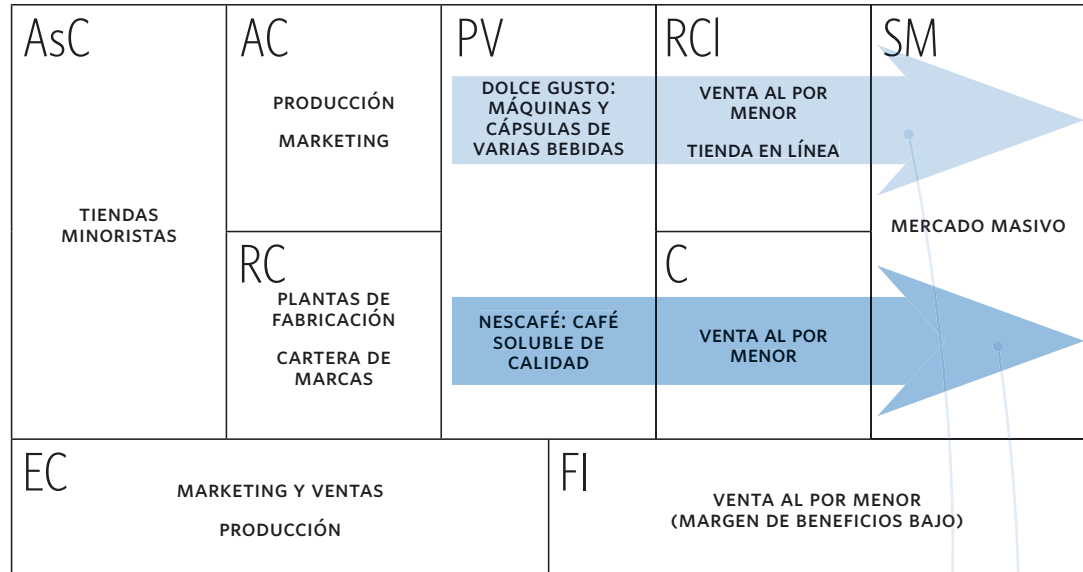 AsC
TIENDAS
MINORISTAS
AC
PRODUCCIÓN
MARKETING
RC
PLANTAS DE
FABRICACIÓN
CARTERA DE
MARCAS
PV
DOLCE GUSTO:
MÁQUINAS Y
CÁPSULAS DE
VARIAS BEBIDAS
NESCAFÉ: CAFÉ
SOLUBLE DE
CALIDAD
RCl
VENTA AL POR
MENOR
TIENDA EN LÍNEA
C
VENTA AL POR
MENOR
SM
MERCADO MASIVO
EC
MARKETING Y VENTAS
PRODUCCIÓN
FI
VENTA AL POR MENOR
(MARGEN DE BENEFICIOS BAJO)